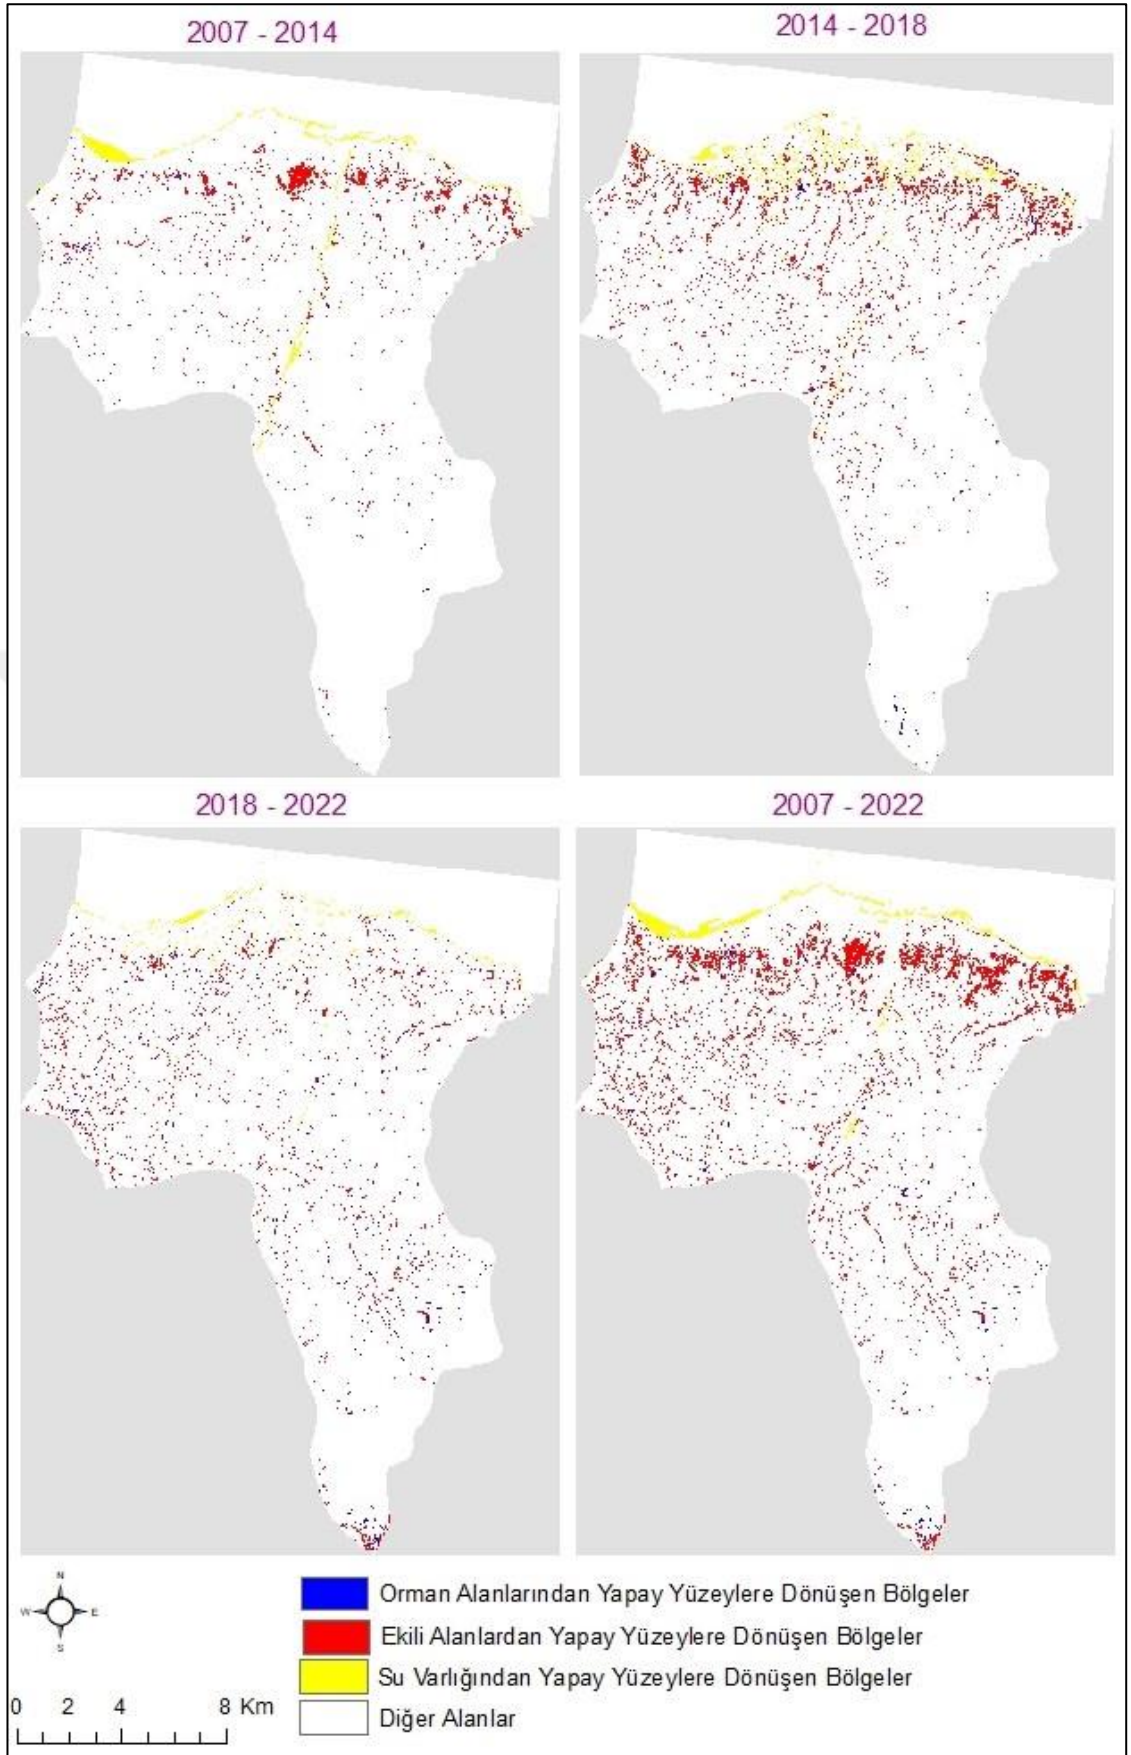 2007 - 2014
2014 - 2018
2018 - 2022
2007 - 2022
N
W E
S
Orman Alanlarından Yapay Yüzeylere Dönüşen Bölgeler
Ekili Alanlardan Yapay Yüzeylere Dönüşen Bölgeler
Su Varlığından Yapay Yüzeylere Dönüşen Bölgeler
Diğer Alanlar
0 2 4 8 Km